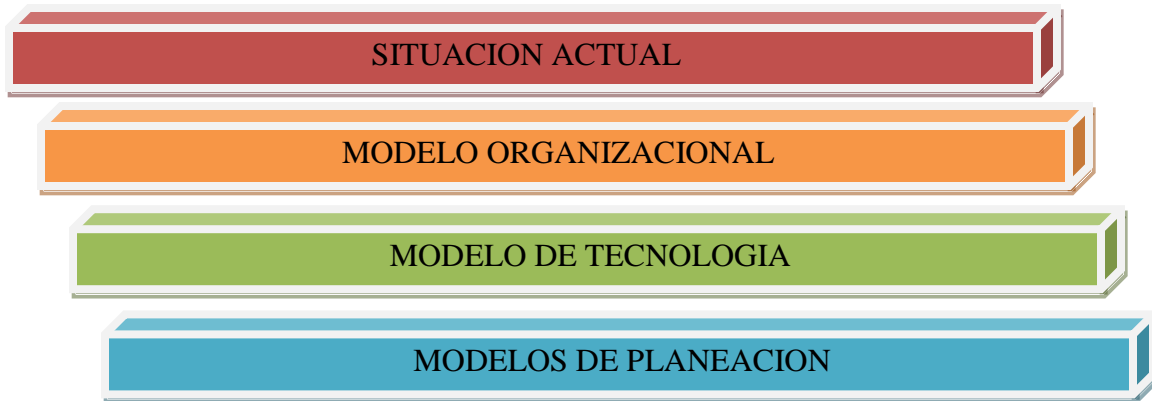 SITUACION ACTUAL
MODELO ORGANIZACIONAL
MODELO DE TECNOLOGIA
MODELOS DE PLANEACION